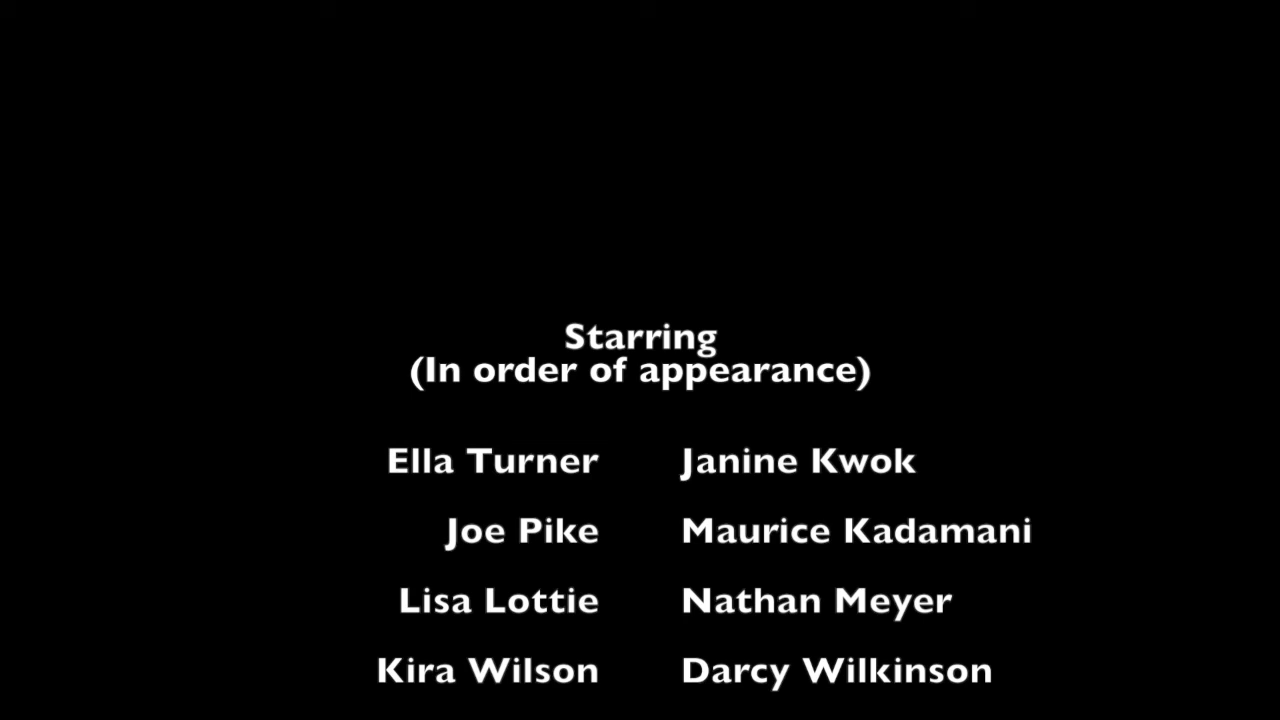 Starring
(In order of appearance)
Ella Turner Janine Kwok
Joe Pike Maurice Kadamani
Lisa Lottie Nathan Meyer
Kira Wilson Darcy Wilkinson